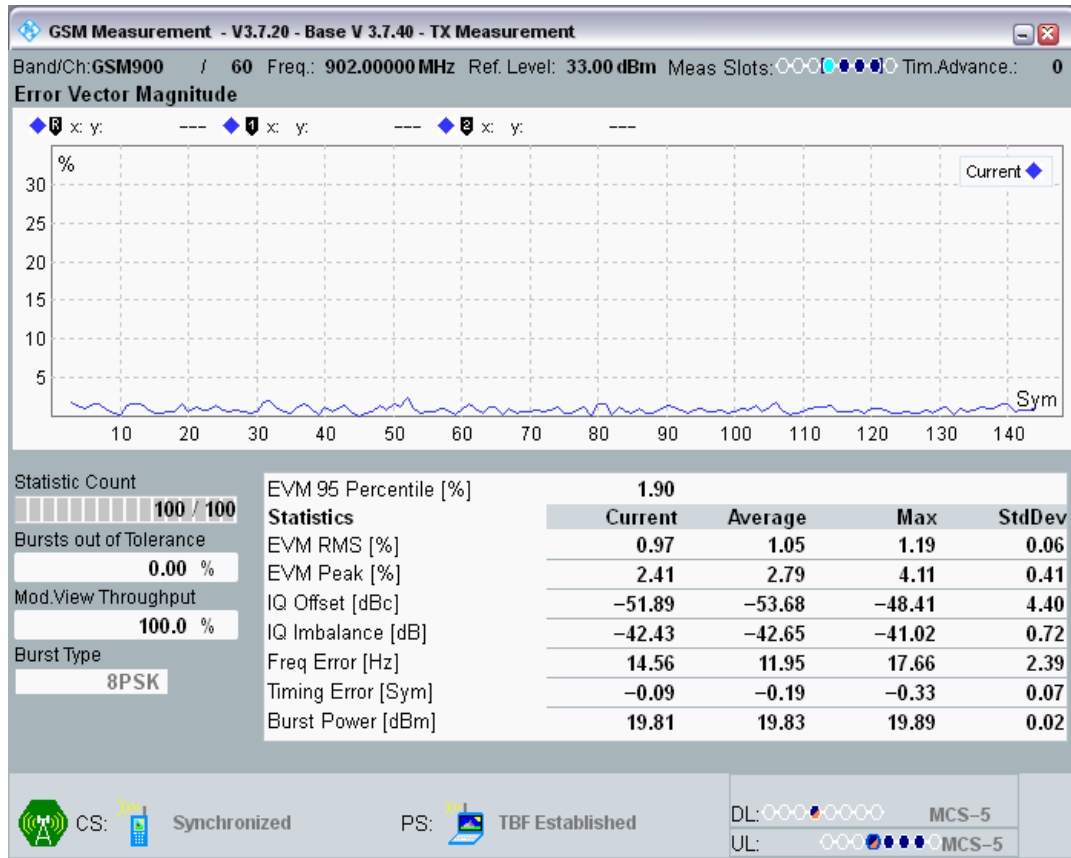 GSM Measurement - V3.7.20 - Base V 3.7.40 - TX Measurement
Band/Ch:GSM900 / 60 Freq.: 902.00000 MHz Ref. Level: 33.00 dBm Meas Slots: Tim.Advance.: 0
Error Vector Magnitude
R x: y: --- 1 x: y: --- 2 x: y: ---
%
Current
30
25
20
15
10
5
Sym
10 20 30 40 50 60 70 80 90 100 110 120 130 140
Statistic Count
100 / 100
Bursts out of Tolerance
0.00 %
Mod.View Throughput
100.0 %
Burst Type
8PSK
EVM 95 Percentile [%] 1.90
Statistics Current Average Max StdDev
EVM RMS [%] 0.97 1.05 1.19 0.06
EVM Peak [%] 2.41 2.79 4.11 0.41
IQ Offset [dBc] −51.89 −53.68 −48.41 4.40
IQ Imbalance [dB] −42.43 −42.65 −41.02 0.72
Freq Error [Hz] 14.56 11.95 17.66 2.39
Timing Error [Sym] −0.09 −0.19 −0.33 0.07
Burst Power [dBm] 19.81 19.83 19.89 0.02
CS: Synchronized PS: TBF Established
DL: MCS−5
UL: MCS−5